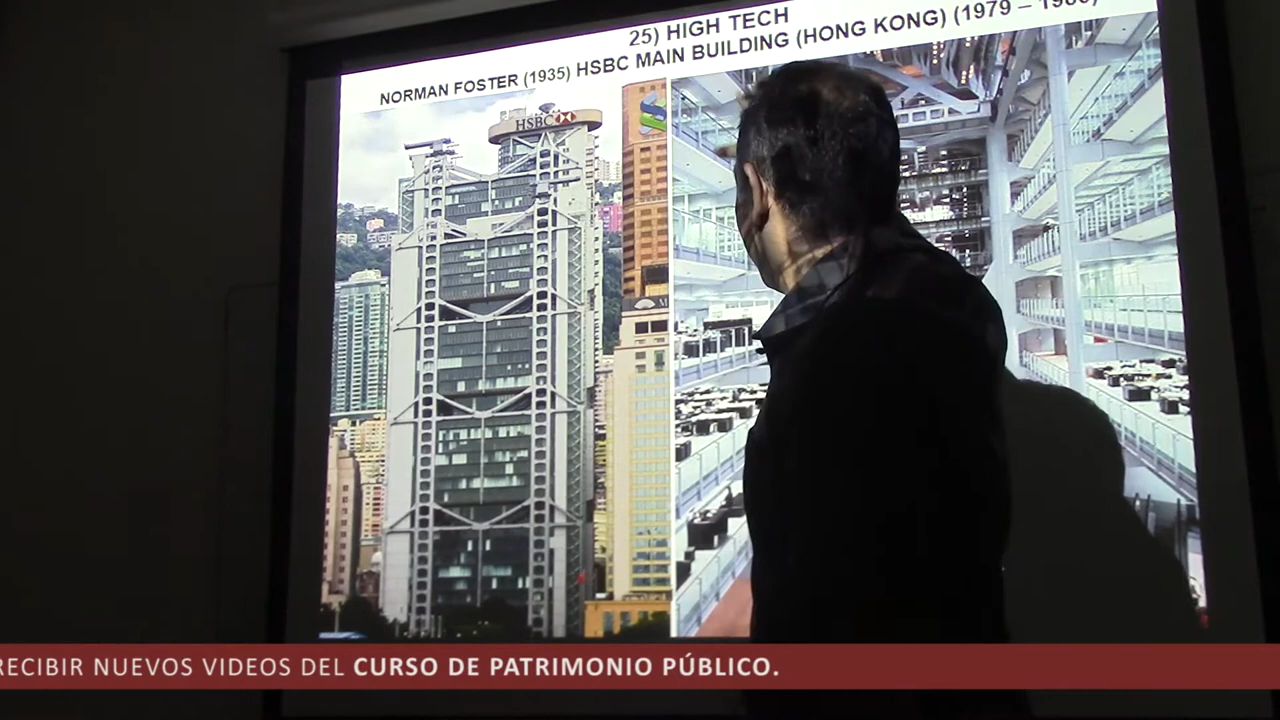 25) HIGH TECH
NORMAN FOSTER (1935) HSBC MAIN BUILDING (HONG KONG) (1979 – 1986)
HSBC
RECIBIR NUEVOS VIDEOS DEL CURSO DE PATRIMONIO PÚBLICO.